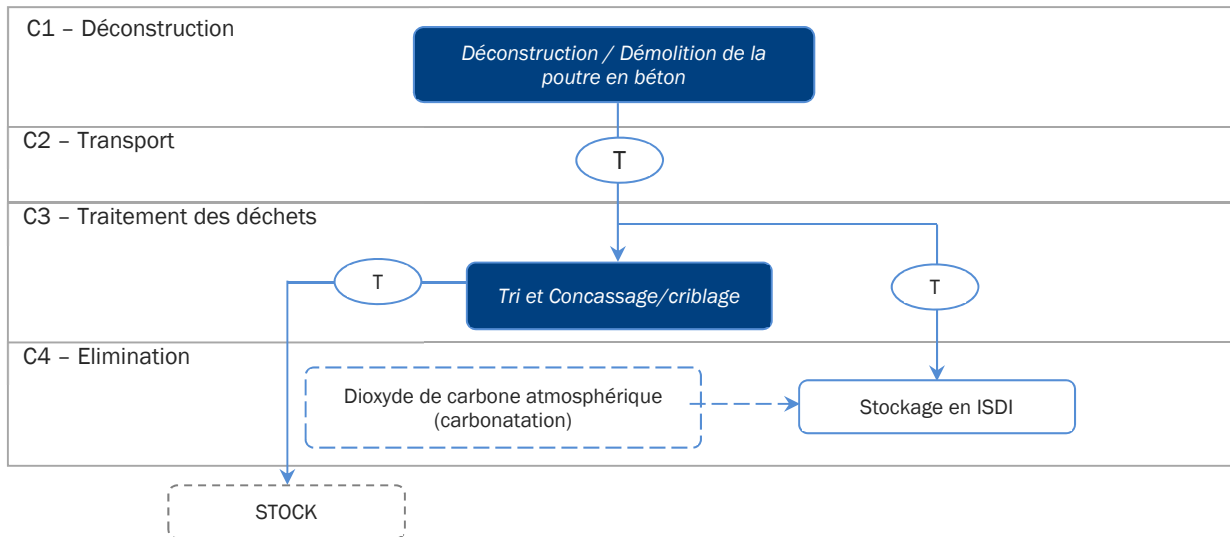 C1 – Déconstruction
Déconstruction / Démolition de la
poutre en béton
C2 – Transport
T
C3 – Traitement des déchets
T
Tri et Concassage/criblage
T
C4 – Elimination
Dioxyde de carbone atmosphérique
(carbonatation)
Stockage en ISDI
STOCK